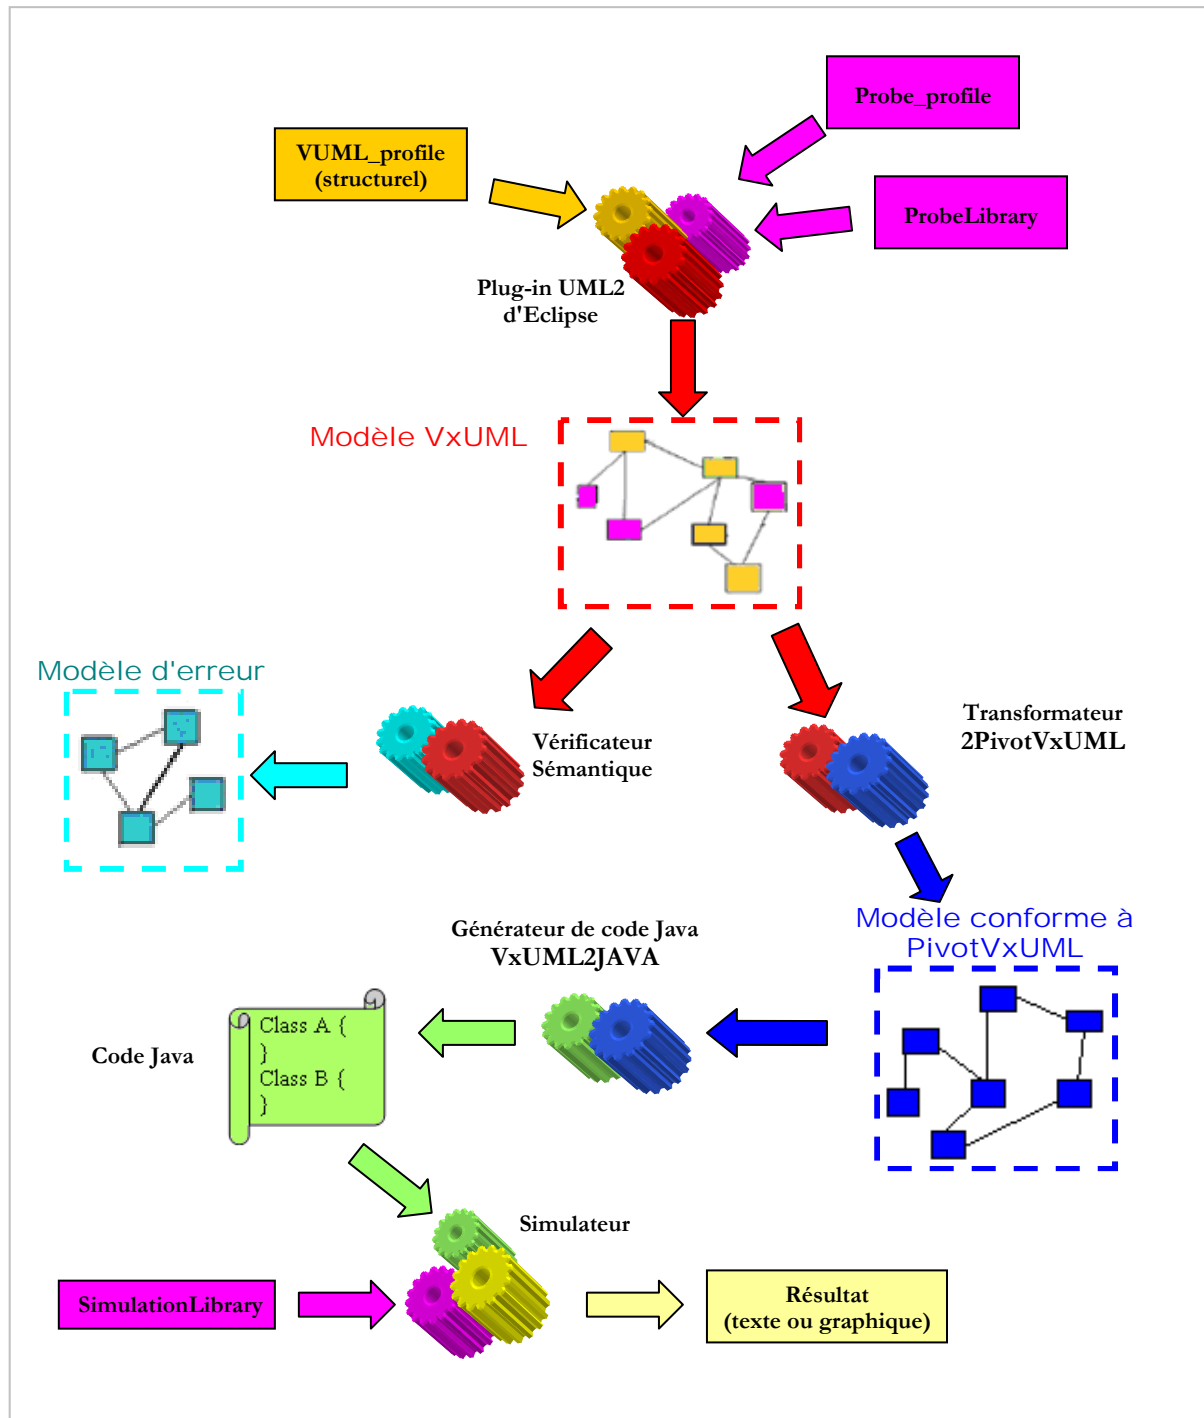 Probe_profile
VUML_profile
(structurel)
ProbeLibrary
Plug-in UML2
d'Eclipse
Modèle VxUML
Modèle d'erreur
Vérificateur
Sémantique
Transformateur
2PivotVxUML
Modèle conforme à
PivotVxUML
Générateur de code Java
VxUML2JAVA
Code Java
Class A {
}
Class B {
}
Simulateur
SimulationLibrary
Résultat
(texte ou graphique)